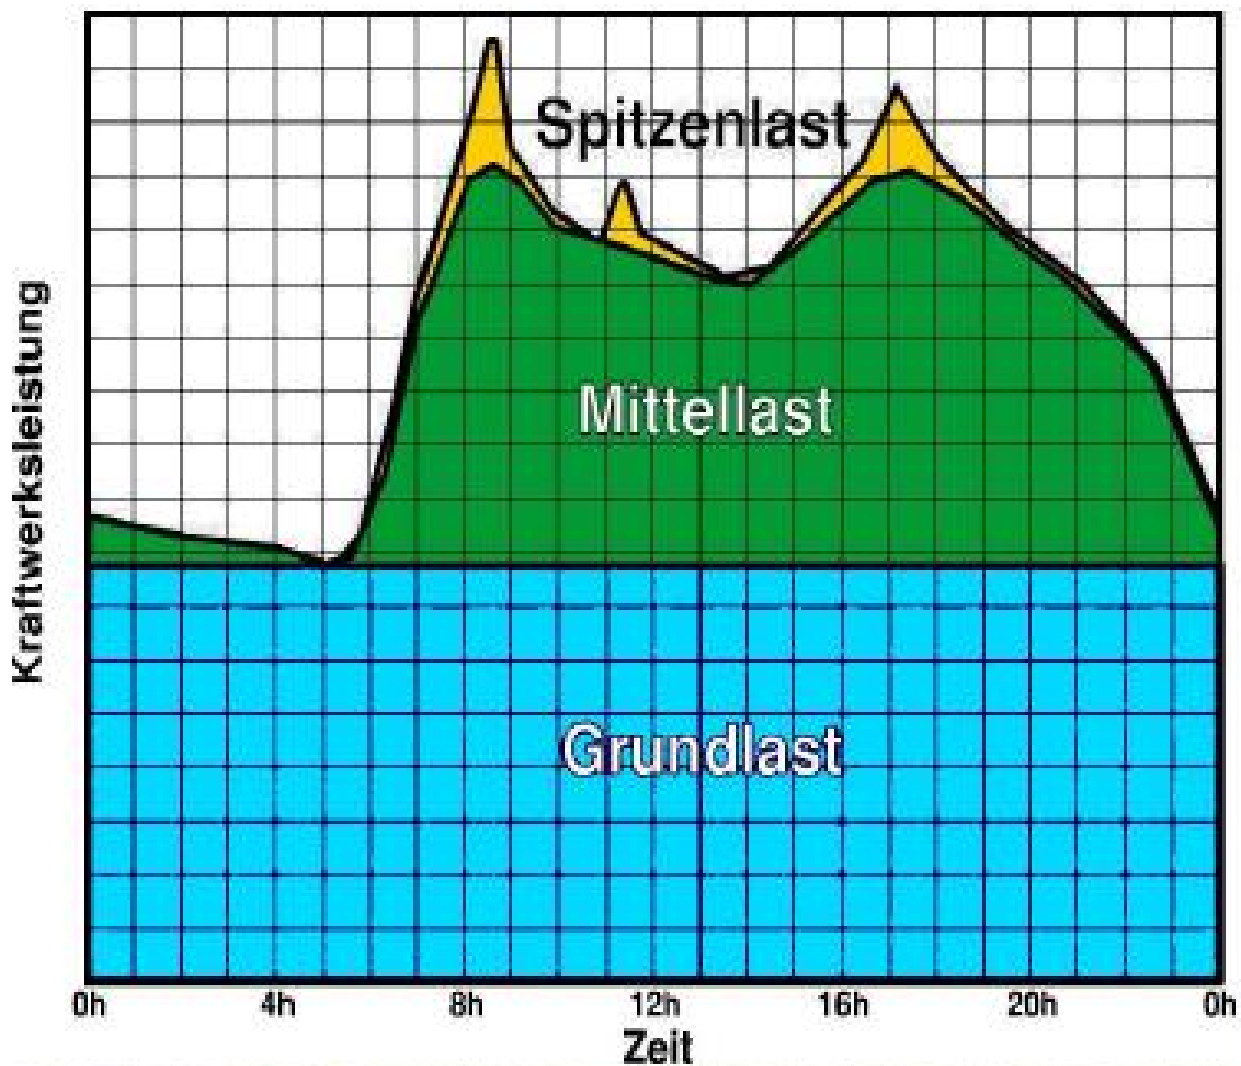 Spitzenlast
Mittellast
Grundlast
Kraftwerksleistung
0h 4h 8h 12h 16h 20h 0h
Zeit